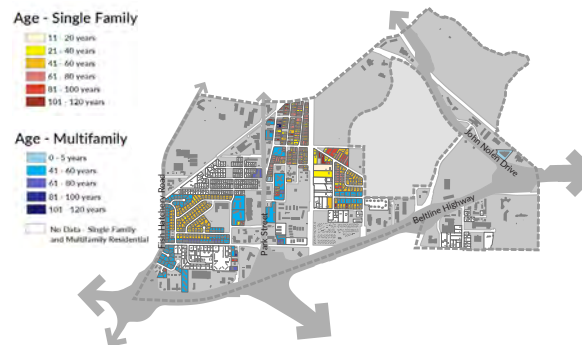 Age - Single Family
11 - 20 years
21 - 40 years
41 - 60 years
61 - 80 years
81 - 100 years
101 - 120 years
Age - Multifamily
0 - 5 years
41 - 60 years
61 - 80 years
81 - 100 years
101 - 120 years
No Data - Single Family
and Multifamily Residential
Fish Hatchery Road
Park Street
John Nolen Drive
Beltline Highway